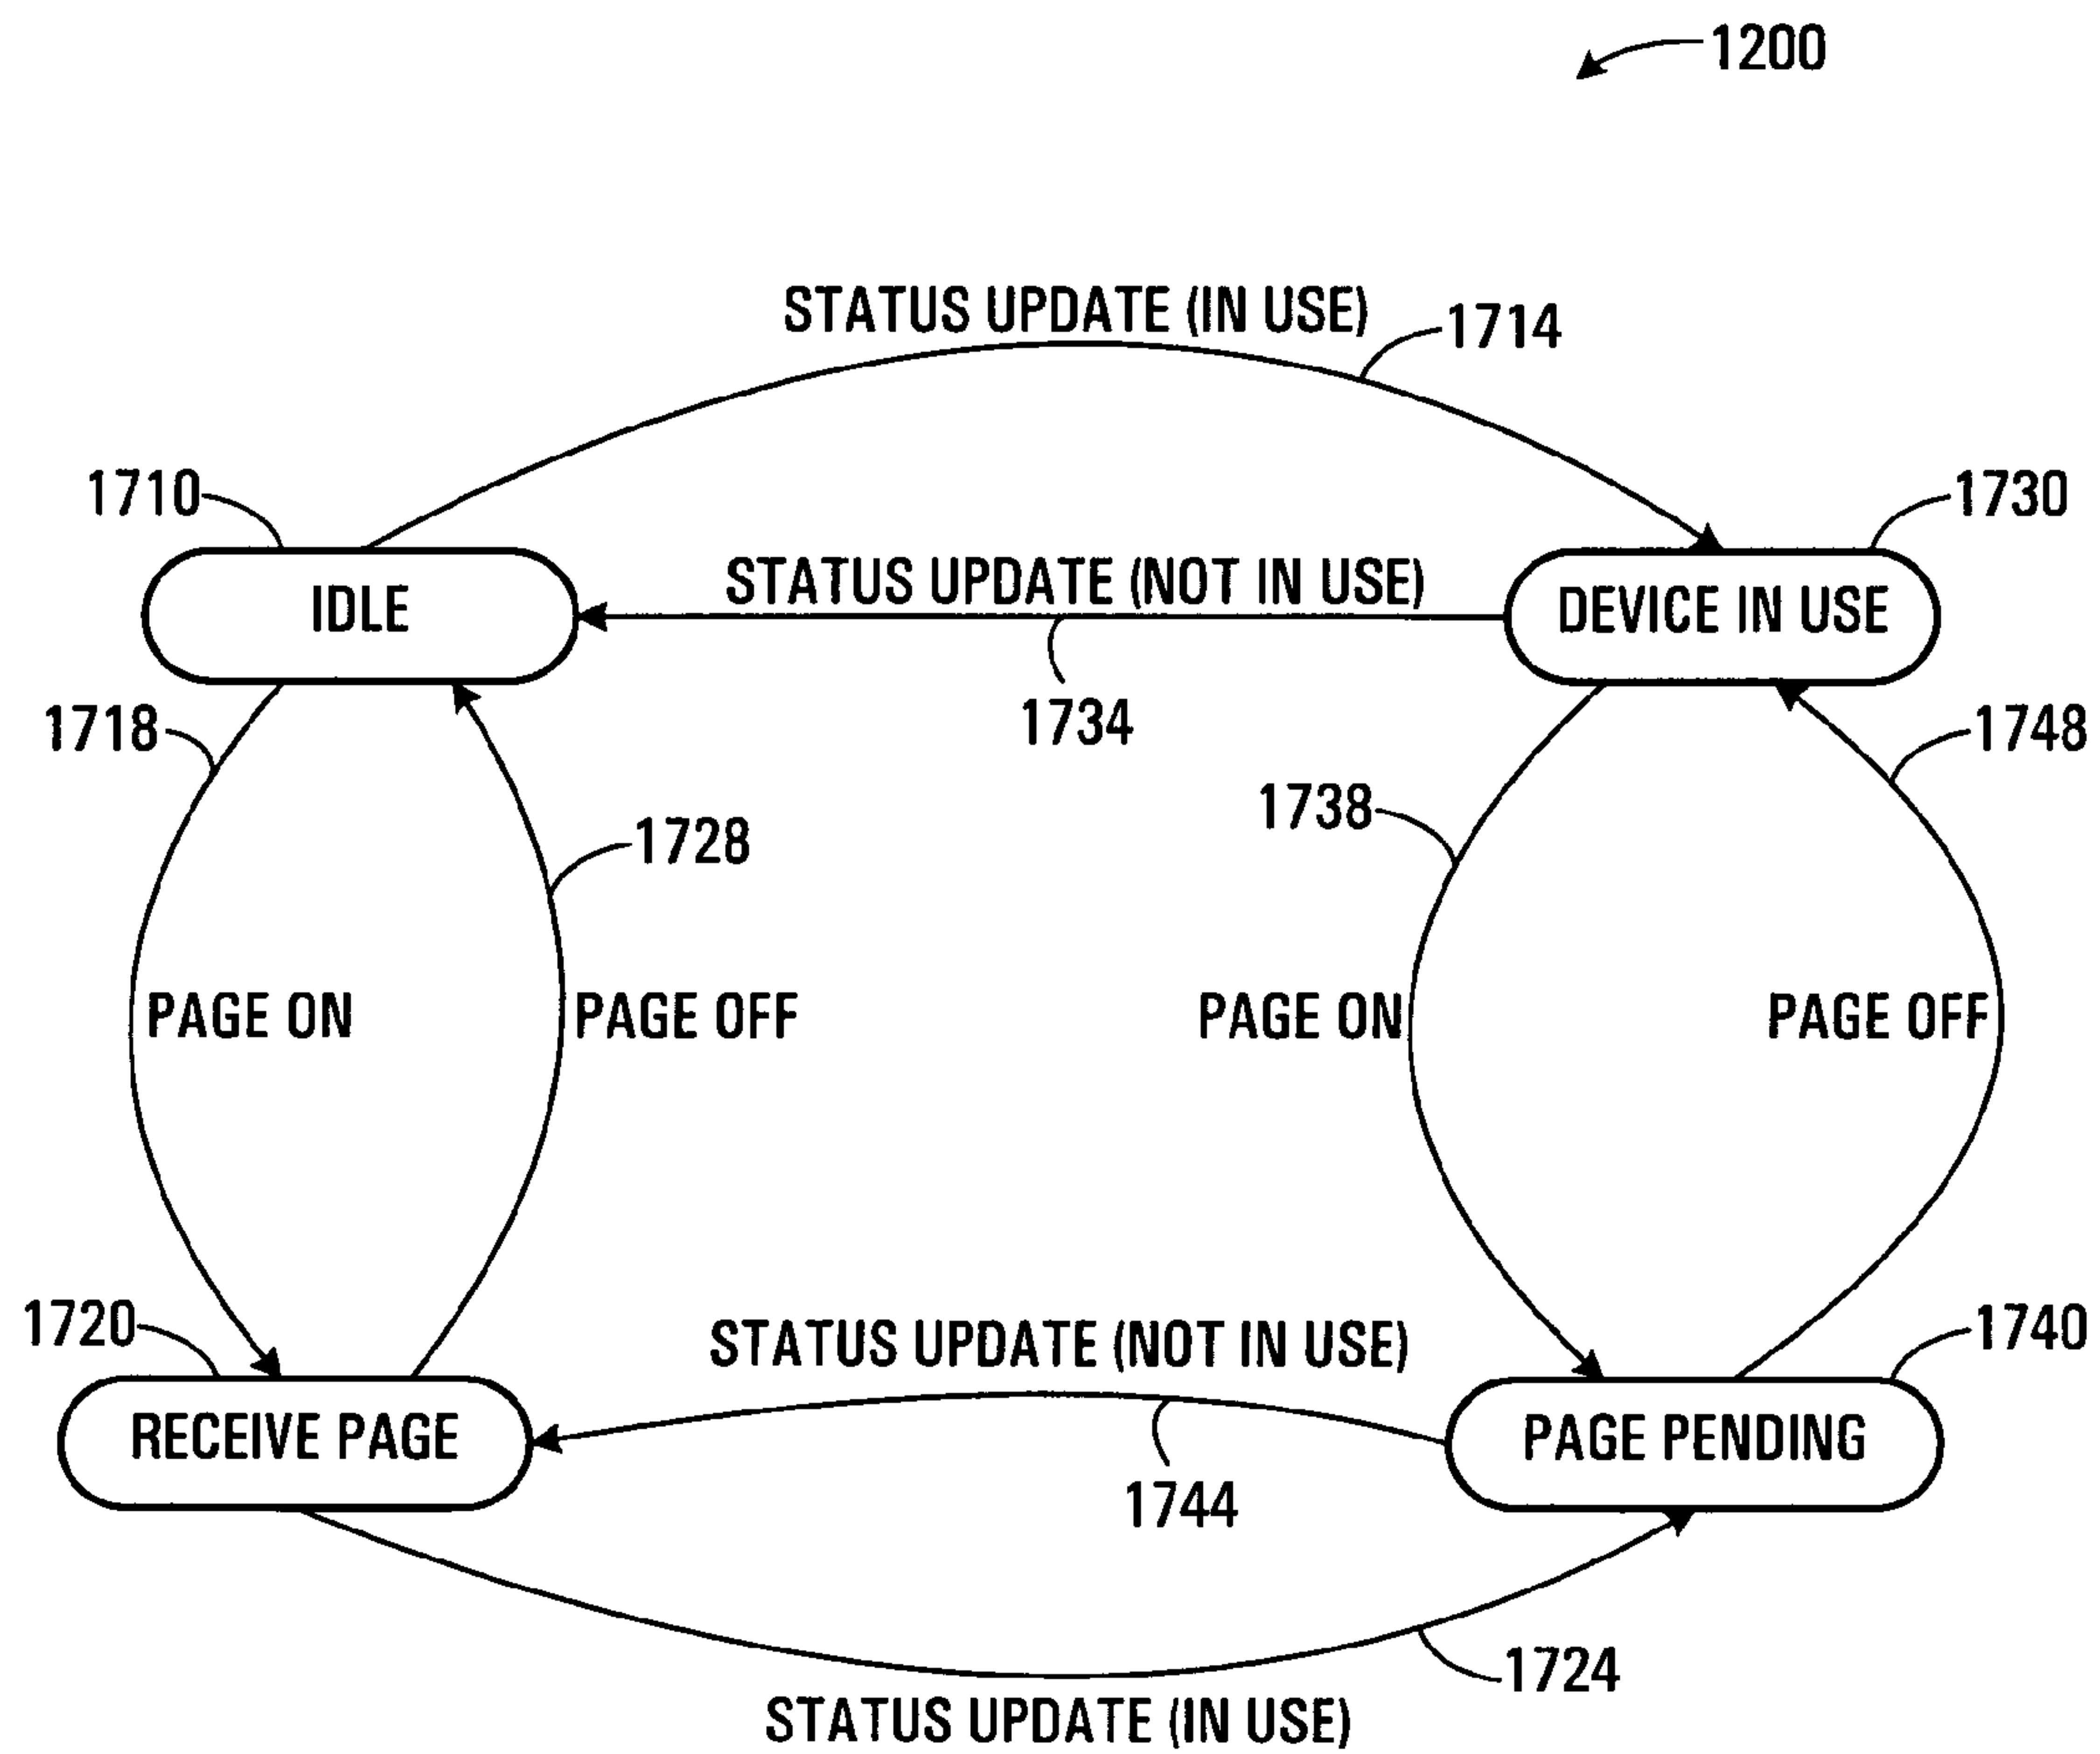 1200
STATUS UPDATE (IN USE)
1714
1710
1730
IDLE
STATUS UPDATE (NOT IN USE)
DEVICE IN USE
1718
1734
1748
1738
1728
PAGE ON
PAGE OFF
PAGE ON
PAGE OFF
1720
STATUS UPDATE (NOT IN USE)
1740
RECEIVE PAGE
PAGE PENDING
1744
1724
STATUS UPDATE (IN USE)